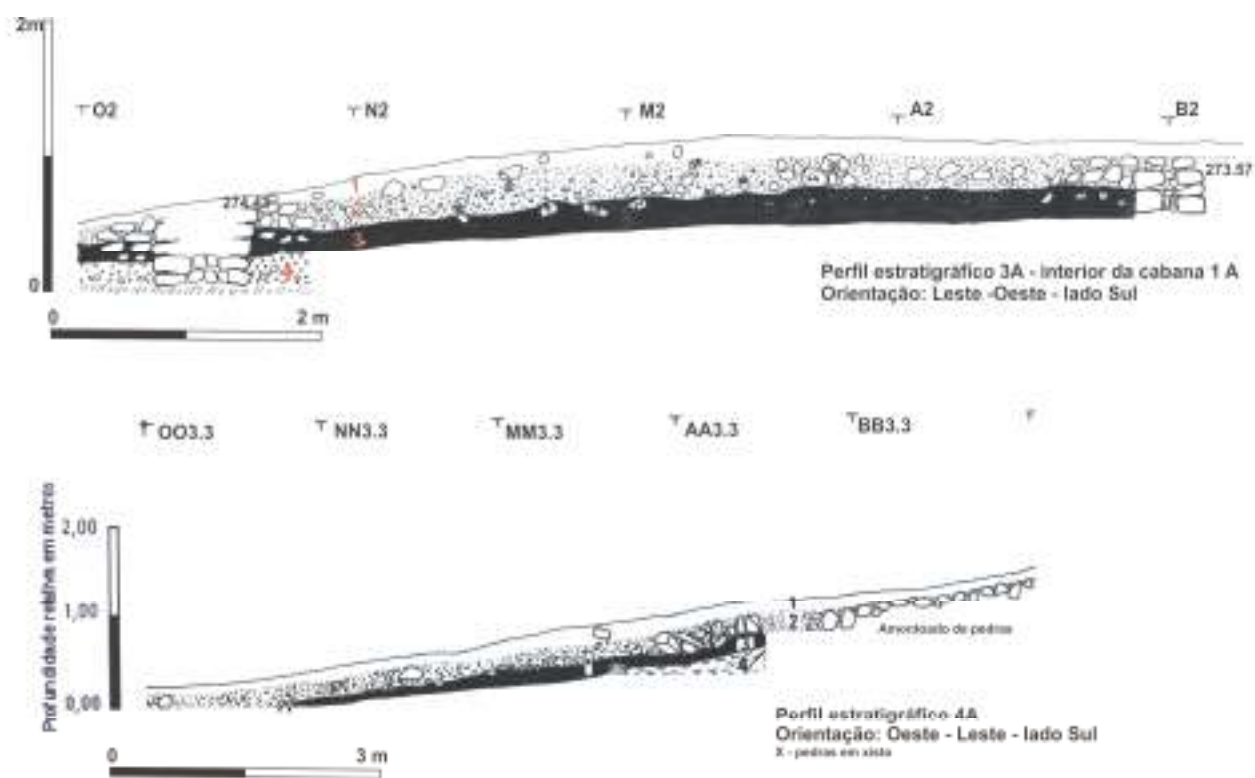 2m
O2 N2 M2 A2 B2
1
2
3
4
273.57
0
Perfil estratigráfico 3A - interior da cabana 1 A
Orientação: Leste -Oeste - lado Sul
0 2 m
OO3.3 NN3.3 MM3.3 AA3.3 BB3.3
Profundidade relativa em metros
2,00
1,00
0,00
1
2
3
4
Amontoado de pedras
Perfil estratigráfico 4A
Orientação: Oeste - Leste - lado Sul
X - pedras em xisto
0 3 m